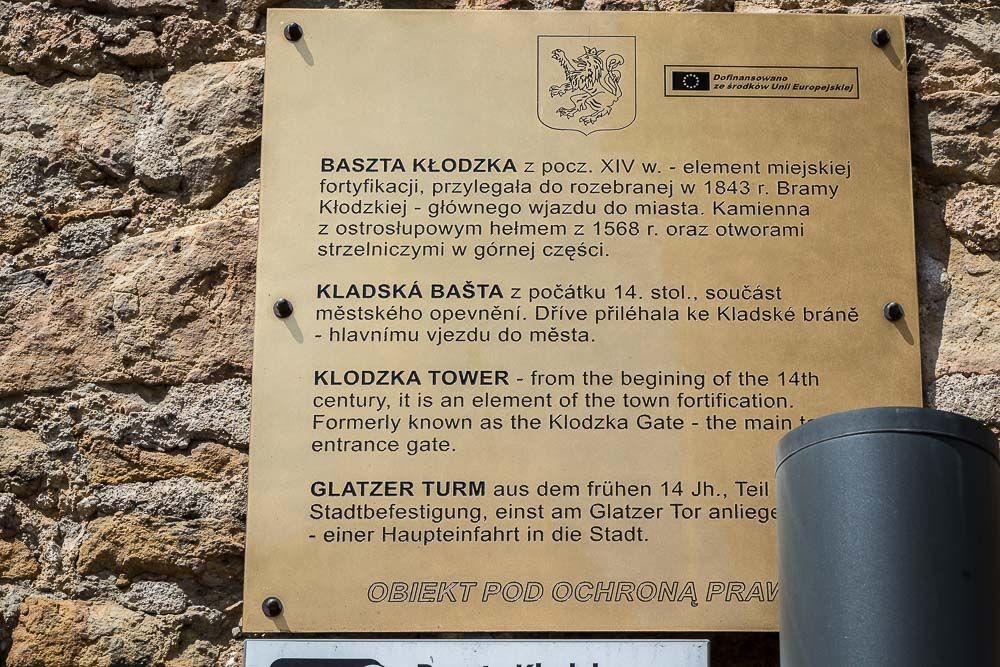 Dofinansowano
ze środków Unii Europejskiej
BASZTA KŁODZKA z pocz. XIV w. - element miejskiej
fortyfikacji, przylegała do rozebranej w 1843 r. Bramy
Kłodzkiej - głównego wjazdu do miasta. Kamienna
z ostrosłupowym hełmem z 1568 r. oraz otworami
strzelniczymi w górnej części.
KLADSKÁ BAŠTA z počátku 14. stol., součást
městského opevnění. Dříve přiléhala ke Kladské bráně
- hlavnímu vjezdu do města.
KLODZKA TOWER - from the begining of the 14th
century, it is an element of the town fortification.
Formerly known as the Klodzka Gate - the main
entrance gate.
GLATZER TURM aus dem frühen 14 Jh., Teil
Stadtbefestigung, einst am Glatzer Tor
- einer Haupteinfahrt in die Stadt.
OBIEKT POD OCHRONĄ